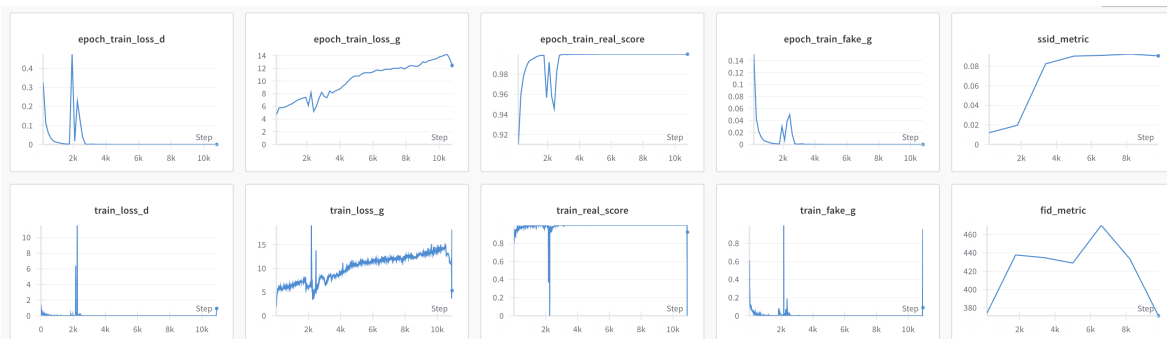 epoch_train_loss_d
0.4
0.3
0.2
0.1
0
Step
2k 4k 6k 8k 10k
epoch_train_loss_g
14
12
10
8
6
4
2
0
Step
2k 4k 6k 8k 10k
epoch_train_real_score
0.98
0.96
0.94
0.92
Step
2k 4k 6k 8k 10k
epoch_train_fake_g
0.14
0.12
0.1
0.08
0.06
0.04
0.02
0
Step
2k 4k 6k 8k 10k
ssid_metric
0.08
0.06
0.04
0.02
0
Step
2k 4k 6k 8k
train_loss_d
10
8
6
4
2
0
Step
0 2k 4k 6k 8k 10k
train_loss_g
15
10
5
0
Step
2k 4k 6k 8k 10k
train_real_score
0.8
0.6
0.4
0.2
0
Step
2k 4k 6k 8k 10k
train_fake_g
0.8
0.6
0.4
0.2
0
Step
2k 4k 6k 8k 10k
fid_metric
460
440
420
400
380
Step
2k 4k 6k 8k